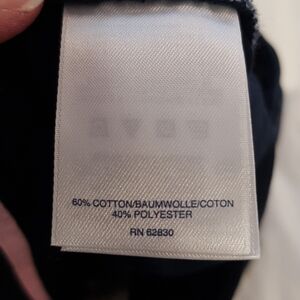 60% COTTON/BAUMWOLLE/COTON
40% POLYESTER
RN 62830